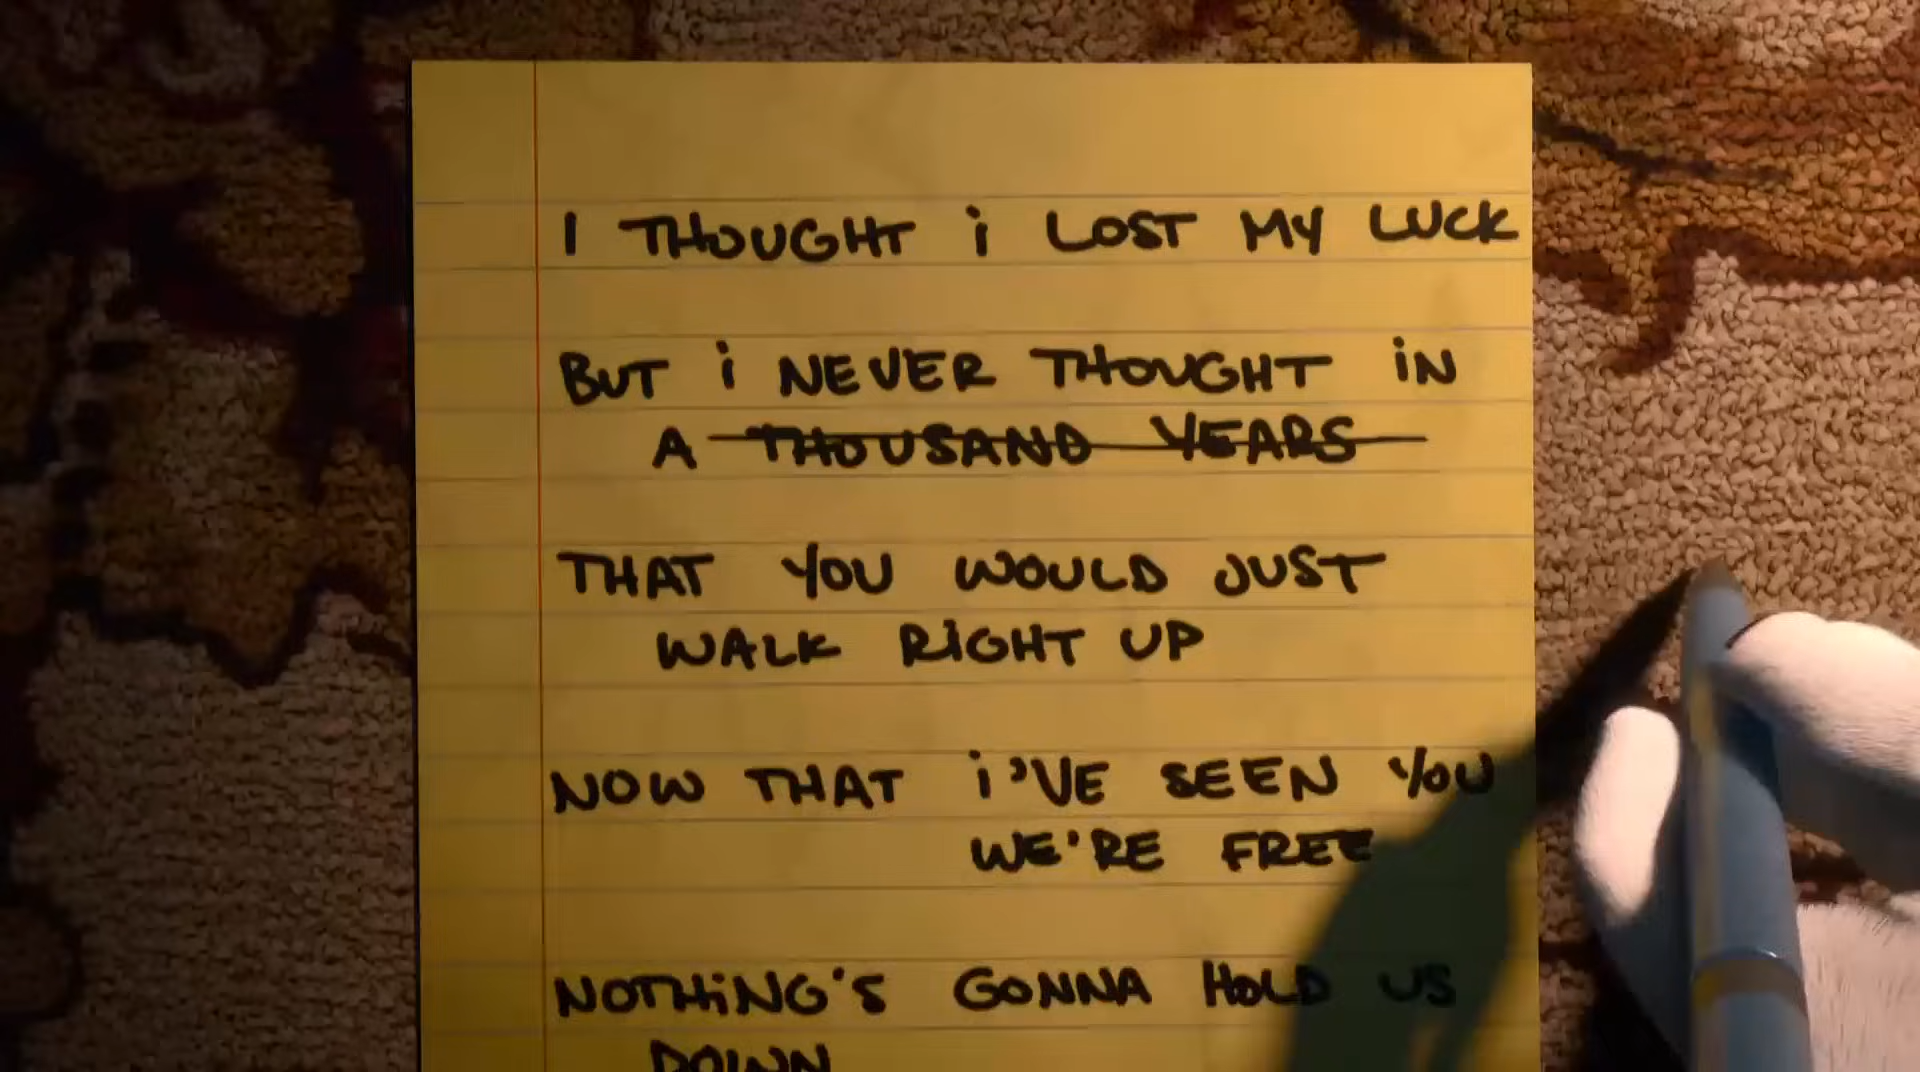 I THOUGHT i LOST MY LUCK
BUT i NEVER THOUGHT iN
A THOUSAND YEARS
THAT YOU WOULD JUST
WALK RiGHT UP
NOW THAT i'VE SEEN YOU
WE'RE FREE
NOTHiNG'S GONNA HOLD US
DOWN